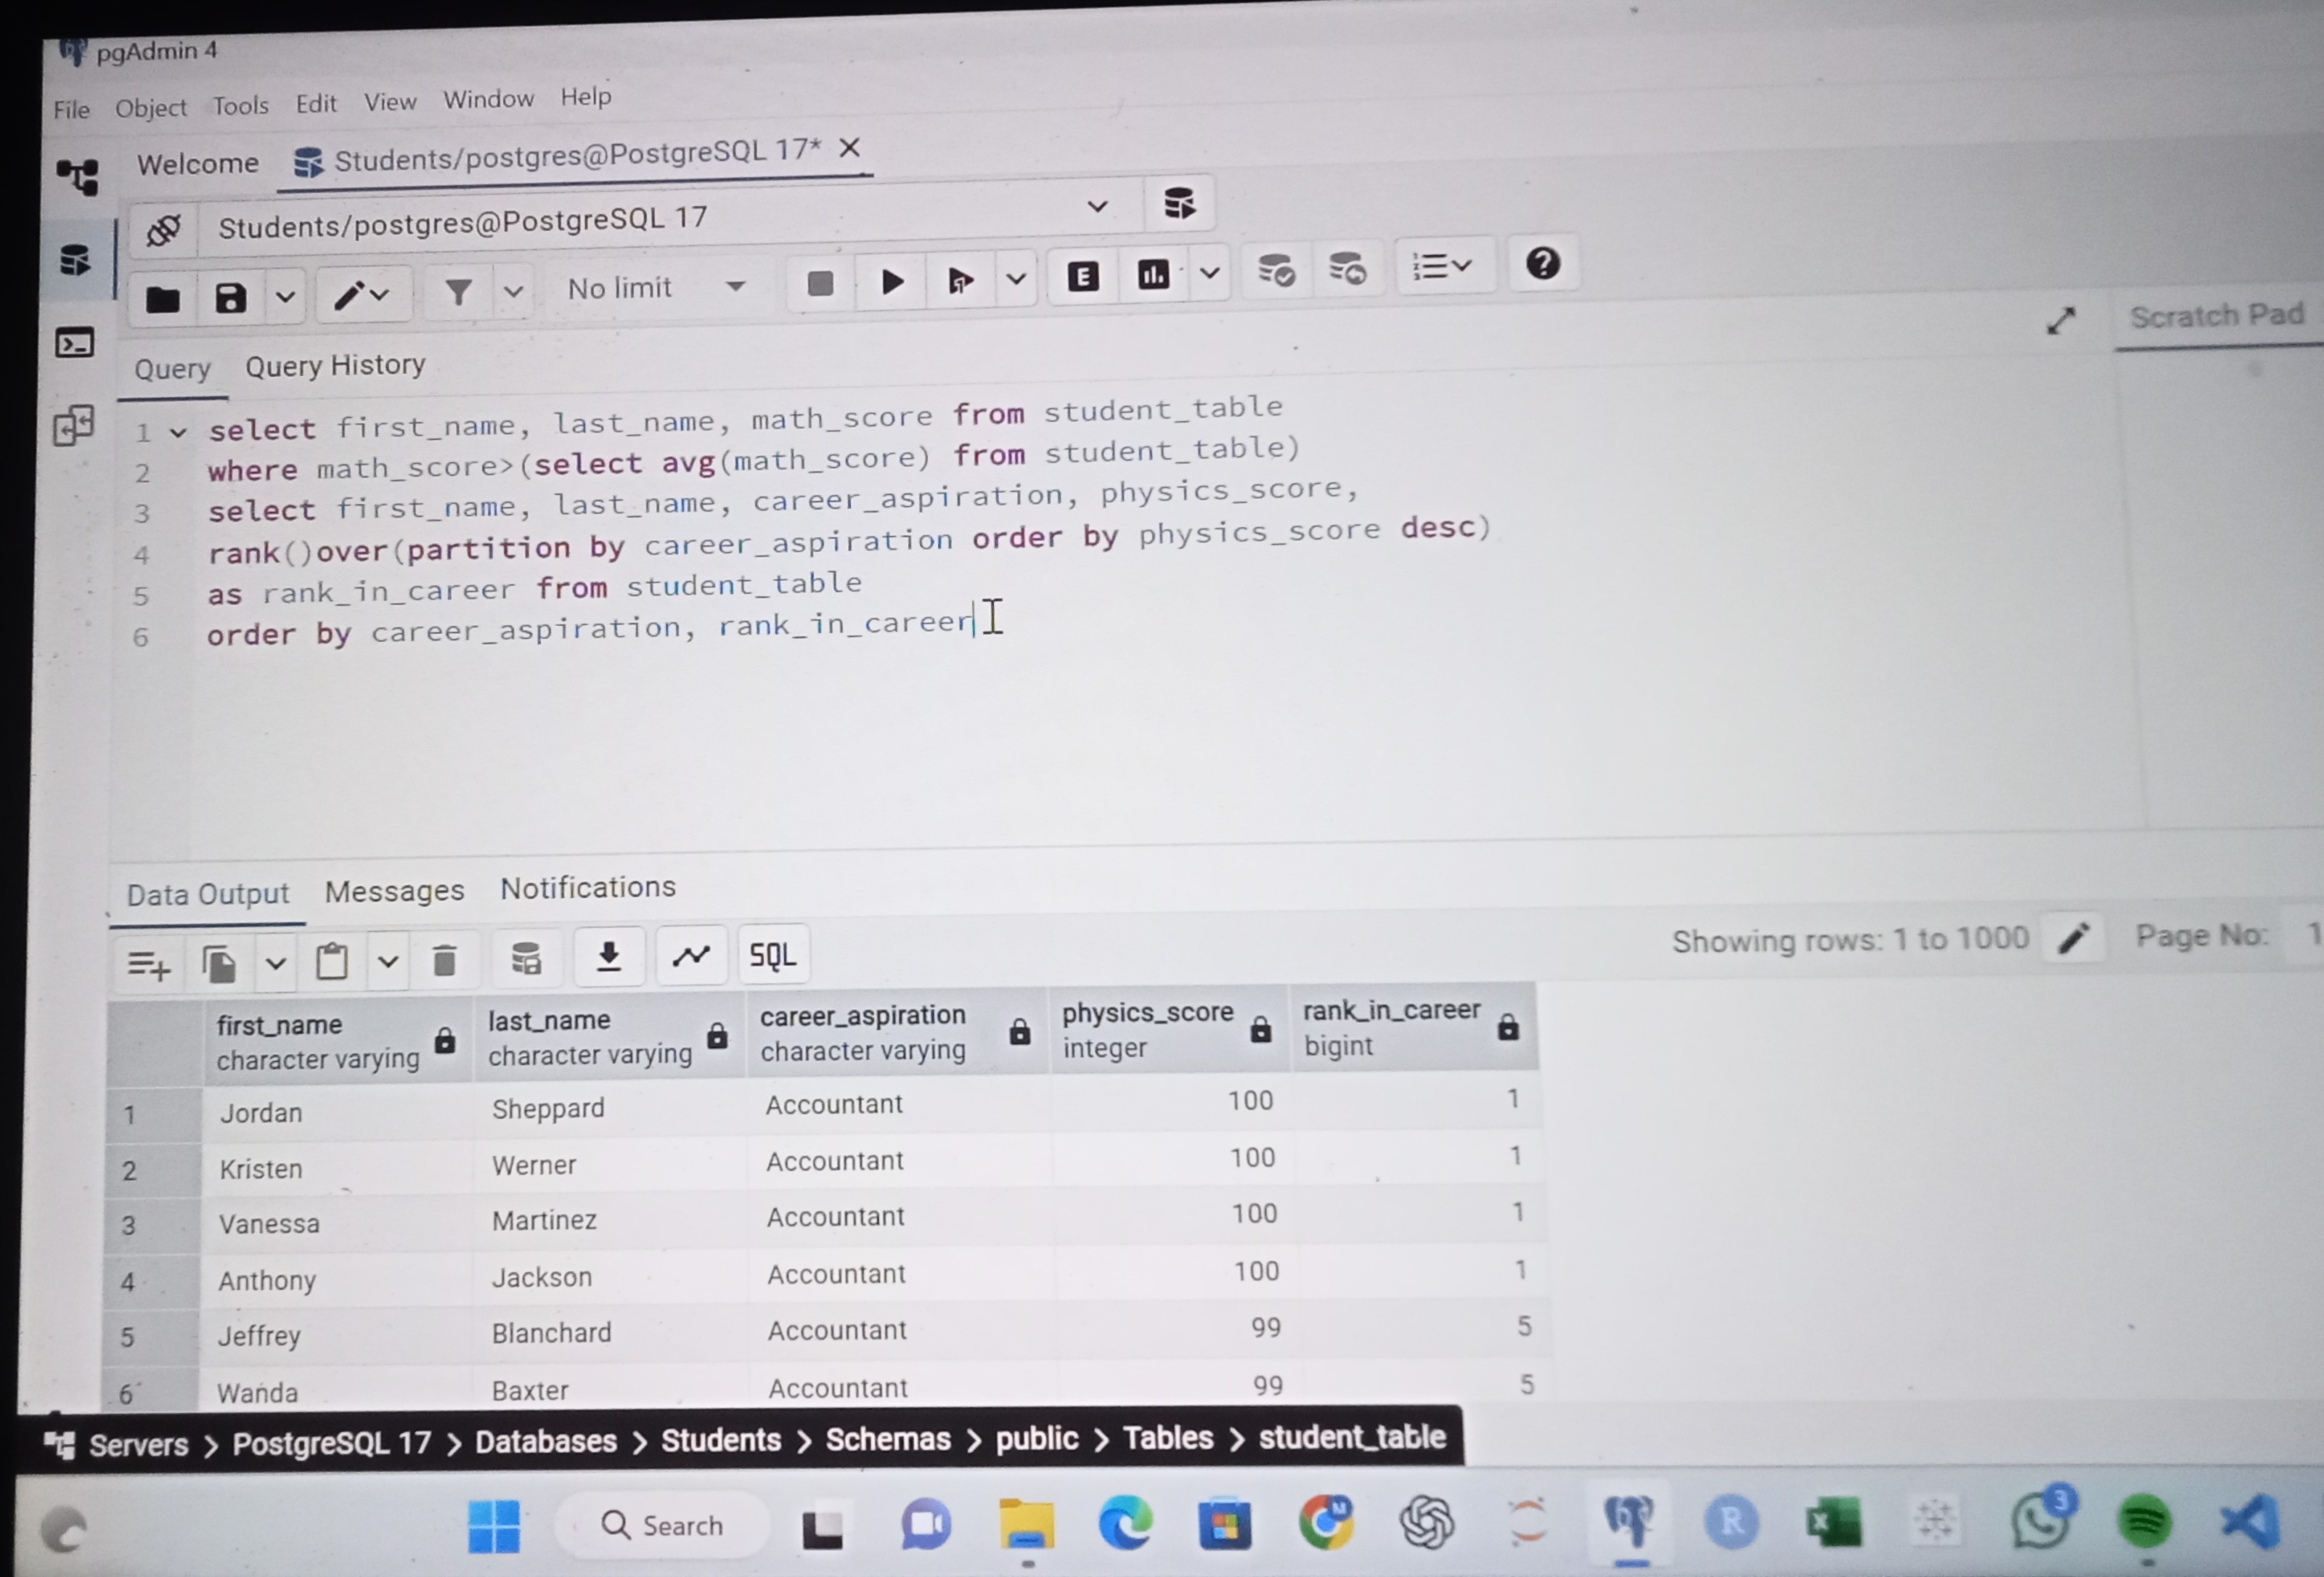 pgAdmin 4
File Object Tools Edit View Window Help
Welcome Students/postgres@PostgreSQL 17* X
Students/postgres@PostgreSQL 17
No limit E ?
Scratch Pad
Query Query History
1 select first_name, last_name, math_score from student_table
2 where math_score>(select avg(math_score) from student_table)
3 select first_name, last_name, career_aspiration, physics_score,
4 rank()over(partition by career_aspiration order by physics_score desc)
5 as rank_in_career from student_table
6 order by career_aspiration, rank_in_career
Data Output Messages Notifications
SQL Showing rows: 1 to 1000 Page No: 1
first_name last_name career_aspiration physics_score rank_in_career
character varying character varying character varying integer bigint
1 Jordan Sheppard Accountant 100 1
2 Kristen Werner Accountant 100 1
3 Vanessa Martinez Accountant 100 1
4 Anthony Jackson Accountant 100 1
5 Jeffrey Blanchard Accountant 99 5
6 Wanda Baxter Accountant 99 5
Servers > PostgreSQL 17 > Databases > Students > Schemas > public > Tables > student_table
Search M R X 3